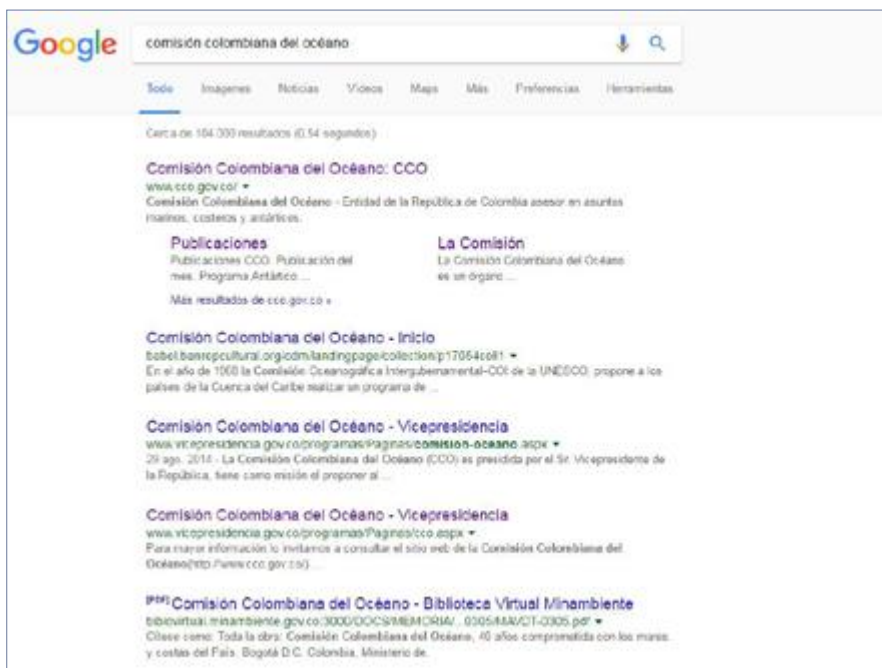 Google
comisión colombiana del océano
Todo Imágenes Noticias Vídeos Maps Más Preferencias Herramientas
Cerca de 104.000 resultados (0,54 segundos)
Comisión Colombiana del Océano: CCO
www.cco.gov.co/
Comisión Colombiana del Océano - Entidad de la República de Colombia asesor en asuntos
marinos, costeros y antárticos.
Publicaciones
Publicaciones CCO. Publicación del
mes. Programa Antártico ...
La Comisión
La Comisión Colombiana del Océano
es un órgano ...
Más resultados de cco.gov.co »
Comisión Colombiana del Océano - Inicio
babel.banrepcultural.org/cdm/landingpage/collection/p17054coll1
En el año de 1968 la Comisión Oceanográfica Intergubernamental-COI de la UNESCO, propone a los
países de la Cuenca del Caribe realizar un programa de ...
Comisión Colombiana del Océano - Vicepresidencia
www.vicepresidencia.gov.co/programas/Paginas/comision-oceano.aspx
29 ago. 2014 - La Comisión Colombiana del Océano (CCO) es presidida por el Sr. Vicepresidente de
la República, tiene como misión el proponer al ...
Comisión Colombiana del Océano - Vicepresidencia
www.vicepresidencia.gov.co/programas/Paginas/cco.aspx
Para mayor información lo invitamos a consultar el sitio web de la Comisión Colombiana del
Océano(http://www.cco.gov.co/)...
[PDF] Comisión Colombiana del Océano - Biblioteca Virtual Minambiente
bibliovirtual.minambiente.gov.co:3000/DOCS/MEMORIA/...0305/MAVDT-0305.pdf
Cítese como: Toda la obra: Comisión Colombiana del Océano, 40 años comprometida con los mares
y costas del País. Bogotá D.C. Colombia, Ministerio de.